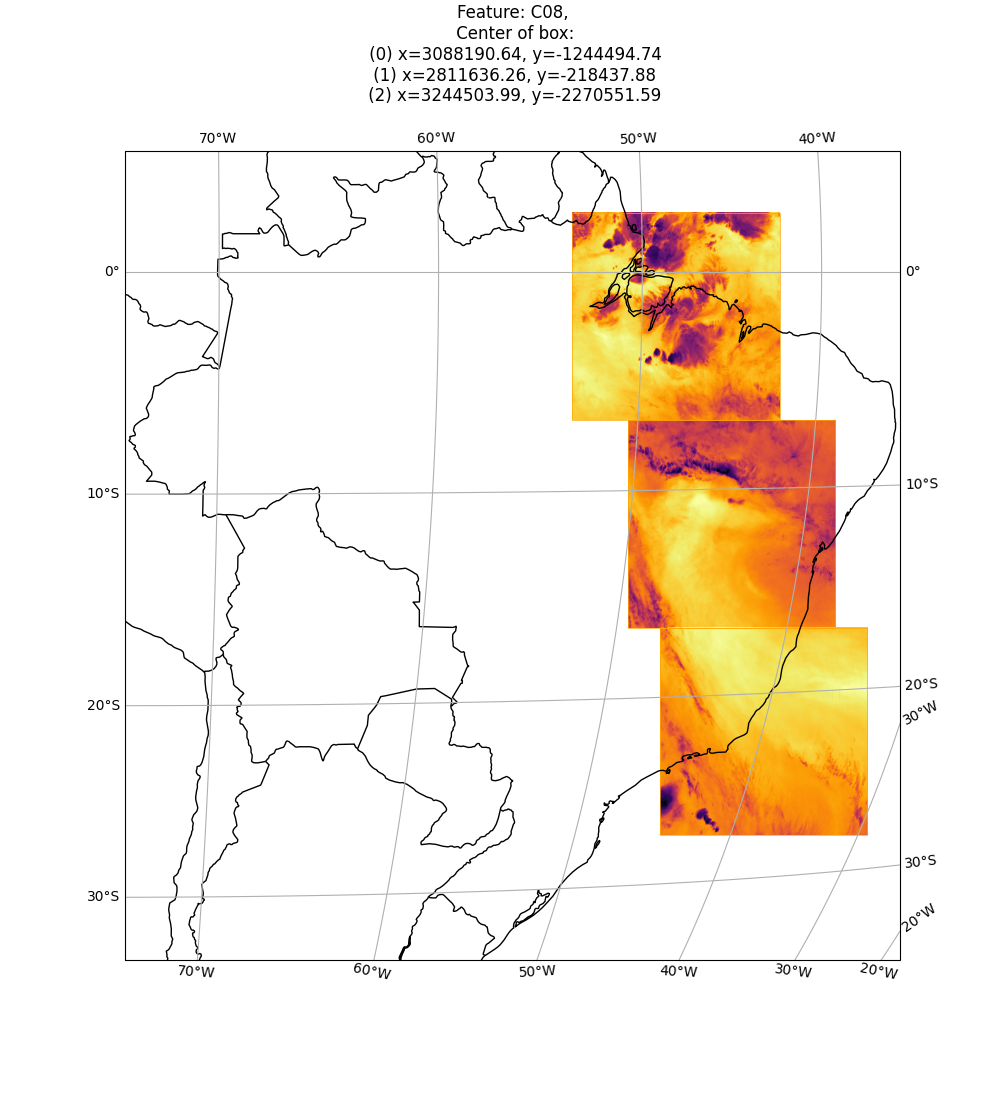 Feature: C08,
Center of box:
(0) x=3088190.64, y=-1244494.74
(1) x=2811636.26, y=-218437.88
(2) x=3244503.99, y=-2270551.59
70°W 60°W 50°W 40°W
0° 0°
10°S 10°S
20°S 20°S
30°W
30°S 30°S
20°W
70°W 60°W 50°W 40°W 30°W 20°W